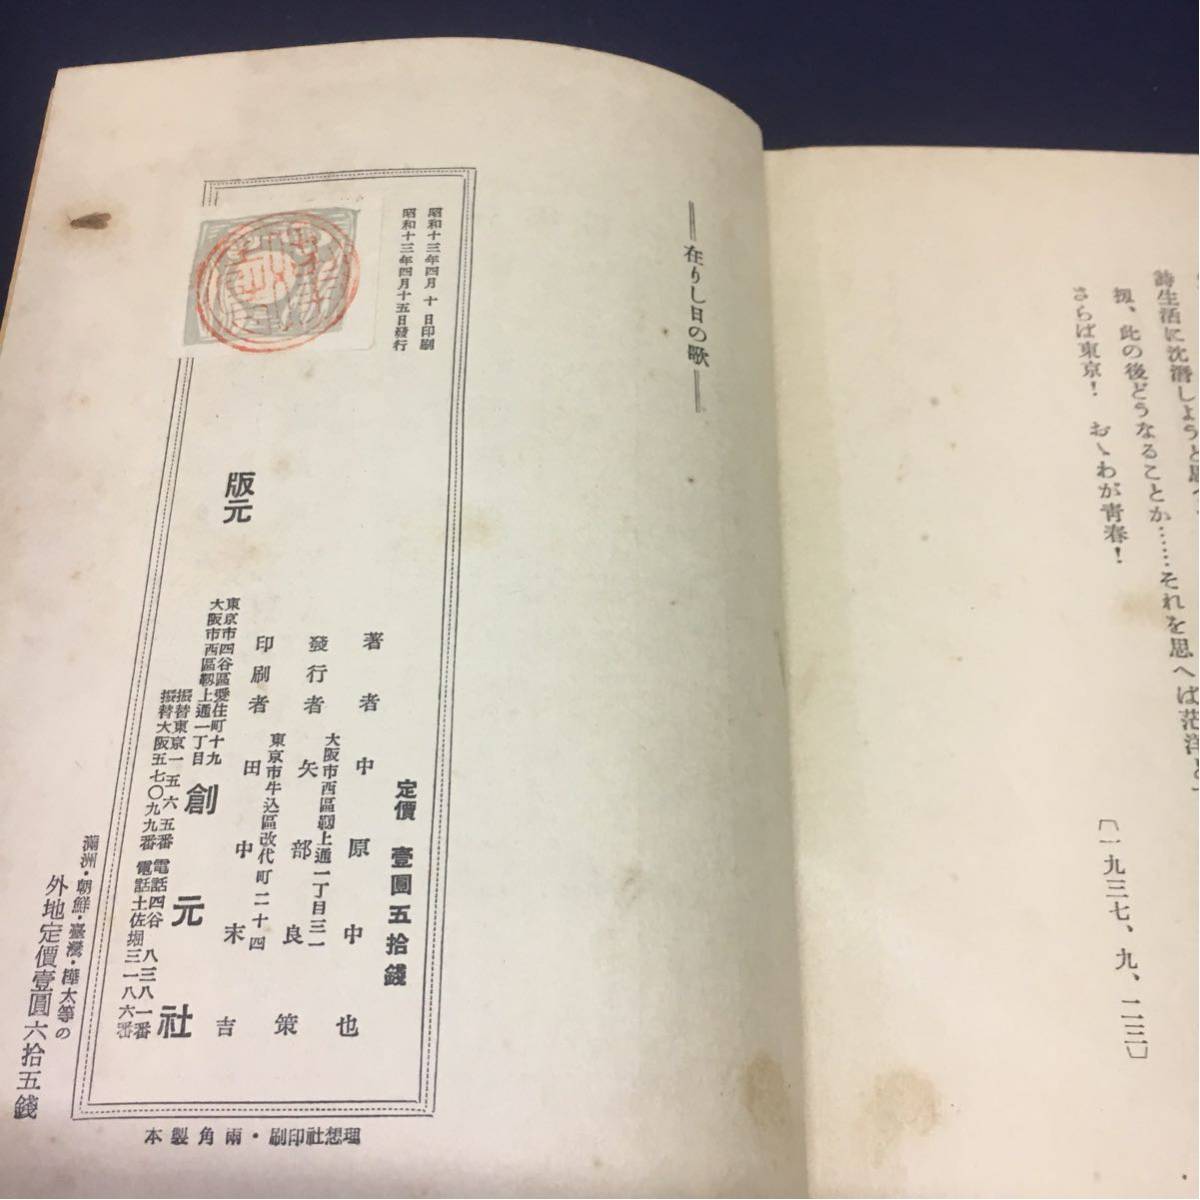 詩生活に沈潛しようと思つ
扨、此の後どうなることか……それを思へば茫洋と
さらば東京！　おゝわが靑春！
〔一九三七、九、二三〕
在りし日の歌
昭和十三年四月 十 日印刷
昭和十三年四月十五日發行
定價 壹圓五拾錢
著者 中原中也
大阪市西區靱上通一丁目三一
發行者 矢部良策
東京市牛込區改代町二十四
印刷者 田中末吉
版元 創元社
東京市四谷區愛住町十九
大阪市西區靱上通一丁目
振替東京一五六五番 電話四谷 八三八一番
振替大阪五七〇九九番 電話土佐堀三一八六番
理想社印刷・兩角製本
滿洲・朝鮮・臺灣・樺太等の
外地定價壹圓六拾五錢